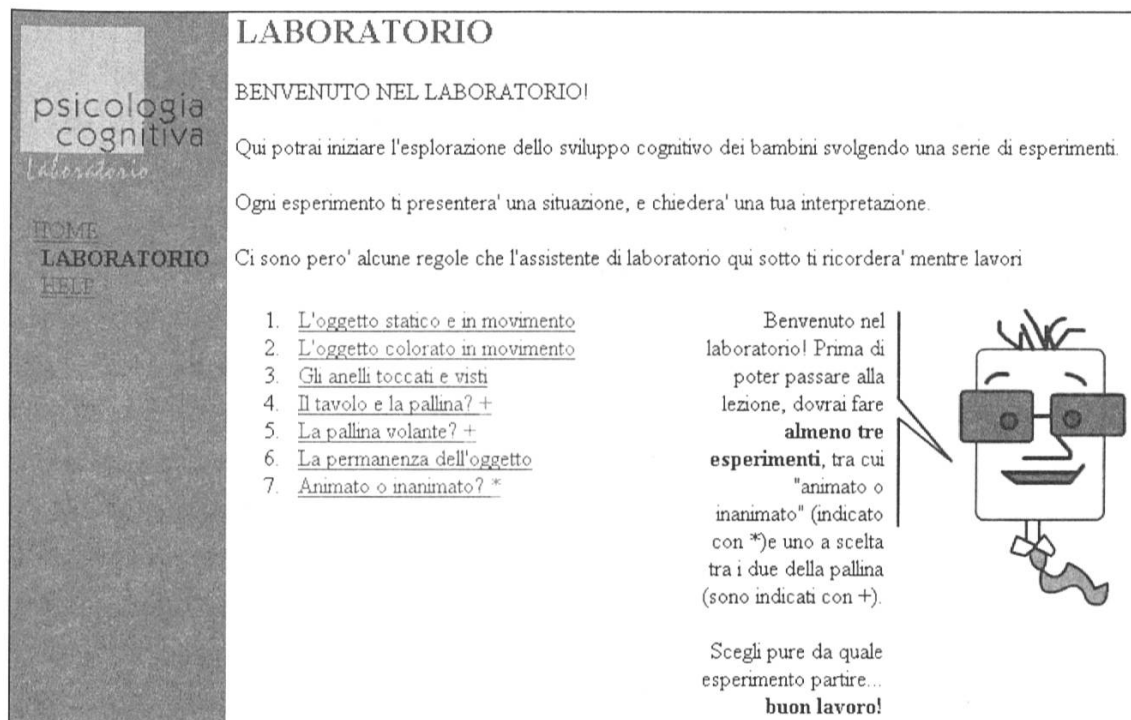 psicologia
cognitiva
Laboratorio
HOME
LABORATORIO
HELP
LABORATORIO
BENVENUTO NEL LABORATORIO!
Qui potrai iniziare l'esplorazione dello sviluppo cognitivo dei bambini svolgendo una serie di esperimenti.
Ogni esperimento ti presentera' una situazione, e chiedera' una tua interpretazione.
Ci sono pero' alcune regole che l'assistente di laboratorio qui sotto ti ricordera' mentre lavori
1. L'oggetto statico e in movimento
2. L'oggetto colorato in movimento
3. Gli anelli toccati e visti
4. Il tavolo e la pallina? +
5. La pallina volante? +
6. La permanenza dell'oggetto
7. Animato o inanimato? *
Benvenuto nel
laboratorio! Prima di
poter passare alla
lezione, dovrai fare
almeno tre
esperimenti, tra cui
"animato o
inanimato" (indicato
con *)e uno a scelta
tra i due della pallina
(sono indicati con +).
Scegli pure da quale
esperimento partire...
buon lavoro!